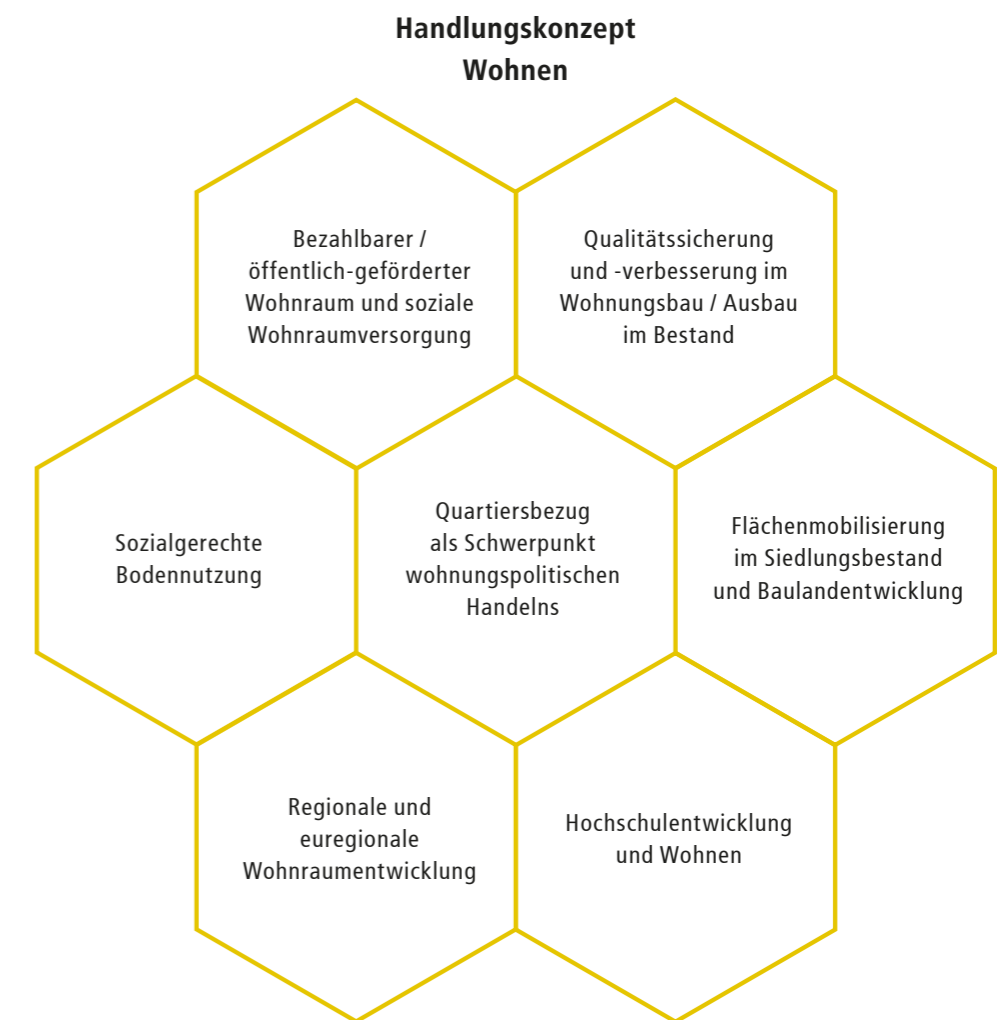 Handlungskonzept
Wohnen
Bezahlbarer /
öffentlich-geförderter
Wohnraum und soziale
Wohnraumversorgung
Qualitätssicherung
und -verbesserung im
Wohnungsbau / Ausbau
im Bestand
Sozialgerechte
Bodennutzung
Quartiersbezug
als Schwerpunkt
wohnungspolitischen
Handelns
Flächenmobilisierung
im Siedlungsbestand
und Baulandentwicklung
Regionale und
euregionale
Wohnraumentwicklung
Hochschulentwicklung
und Wohnen